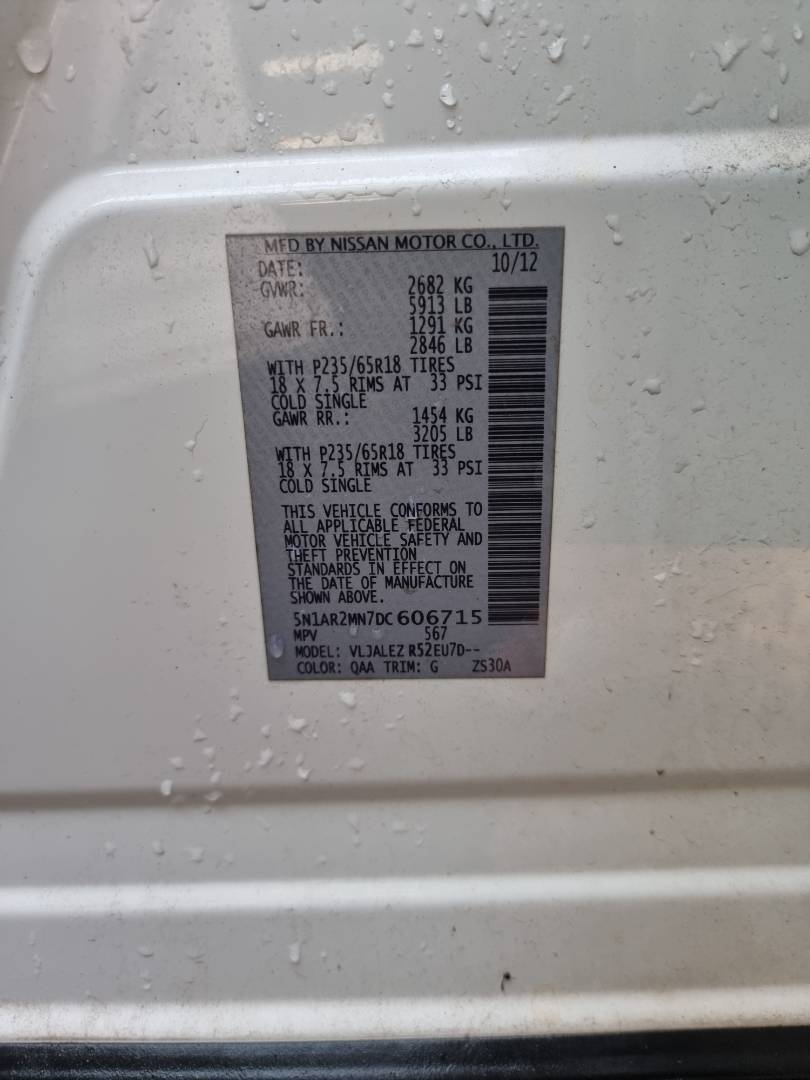 MFD BY NISSAN MOTOR CO., LTD.
DATE: 10/12
GVWR: 2682 KG
5913 LB
GAWR FR.: 1291 KG
2846 LB
WITH P235/65R18 TIRES
18 X 7.5 RIMS AT 33 PSI
COLD SINGLE
GAWR RR.: 1454 KG
3205 LB
WITH P235/65R18 TIRES
18 X 7.5 RIMS AT 33 PSI
COLD SINGLE
THIS VEHICLE CONFORMS TO
ALL APPLICABLE FEDERAL
MOTOR VEHICLE SAFETY AND
THEFT PREVENTION
STANDARDS IN EFFECT ON
THE DATE OF MANUFACTURE
SHOWN ABOVE.
5N1AR2MN7DC606715
MPV 567
MODEL: VLJALEZ R52EU7D--
COLOR: QAA TRIM: G ZS30A